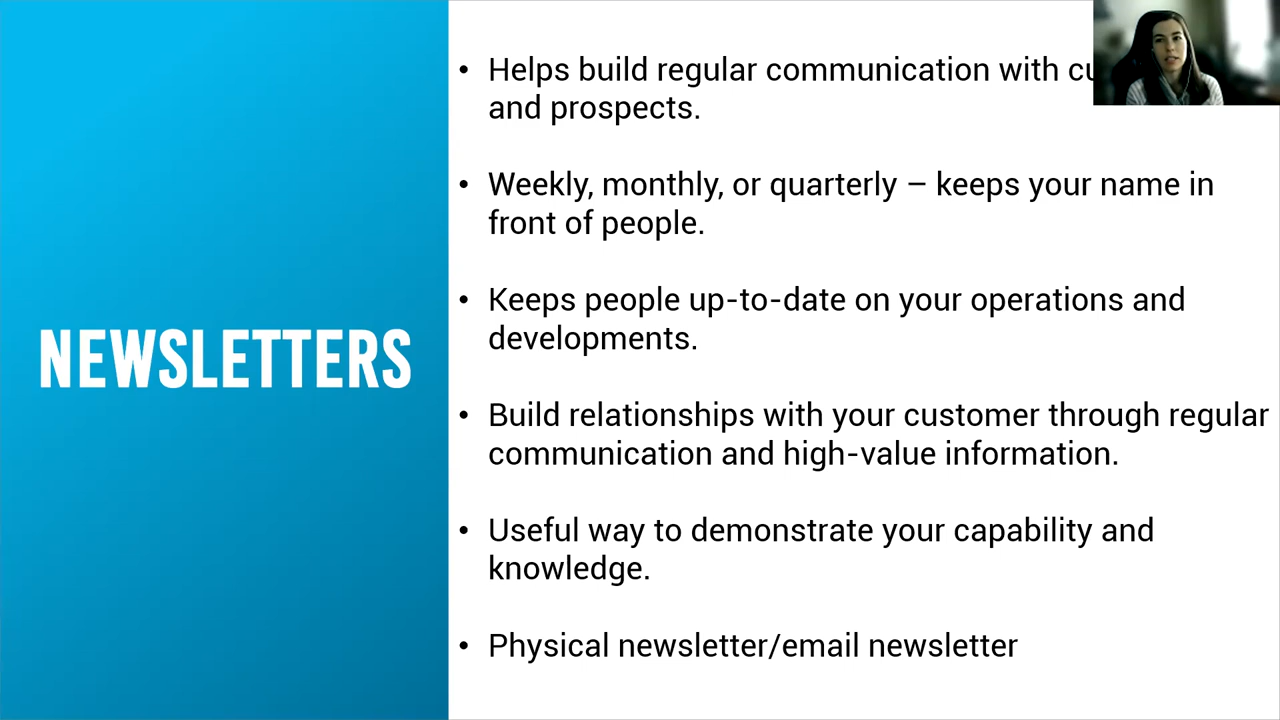 NEWSLETTERS
• Helps build regular communication with
and prospects.
• Weekly, monthly, or quarterly – keeps your name in
front of people.
• Keeps people up-to-date on your operations and
developments.
• Build relationships with your customer through regular
communication and high-value information.
• Useful way to demonstrate your capability and
knowledge.
• Physical newsletter/email newsletter